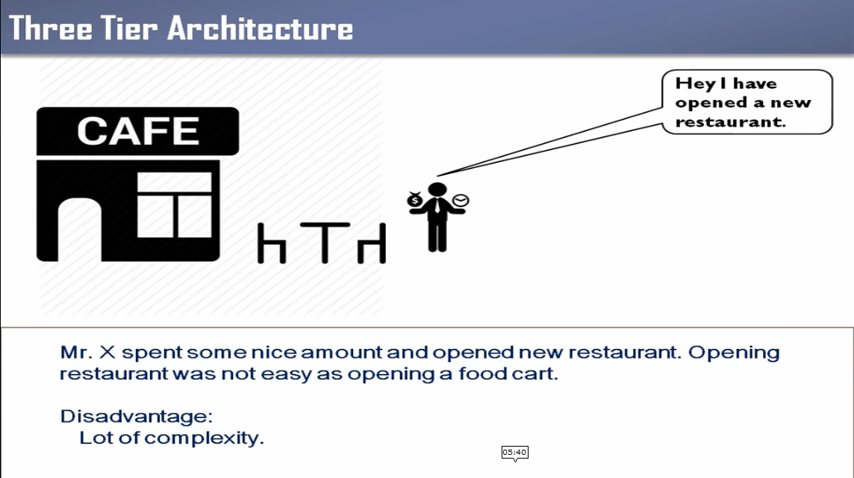 Three Tier Architecture
Hey I have
opened a new
restaurant.
CAFE
$
Mr. X spent some nice amount and opened new restaurant. Opening
restaurant was not easy as opening a food cart.
Disadvantage:
Lot of complexity.
05:40